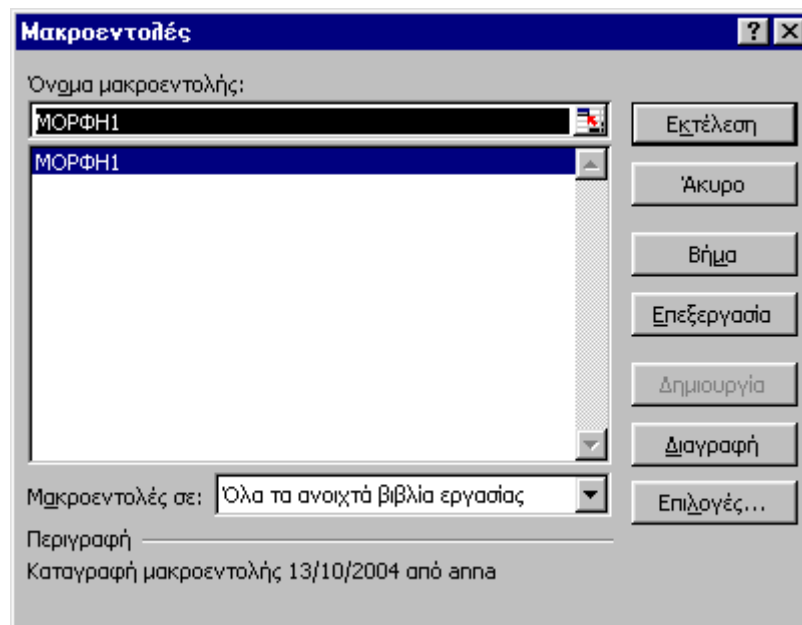 Μακροεντολές
Όνομα μακροεντολής:
ΜΟΡΦΗ1
ΜΟΡΦΗ1
Εκτέλεση
Άκυρο
Βήμα
Επεξεργασία
Δημιουργία
Διαγραφή
Επιλογές...
Μακροεντολές σε: Όλα τα ανοιχτά βιβλία εργασίας
Περιγραφή
Καταγραφή μακροεντολής 13/10/2004 από anna